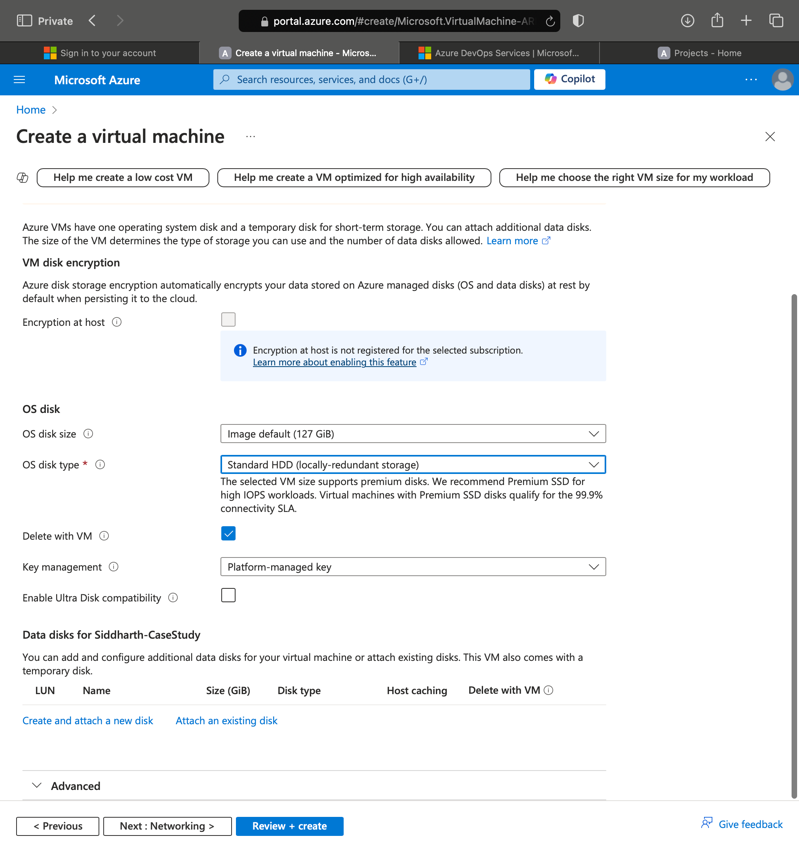 Private
portal.azure.com/#create/Microsoft.VirtualMachine-AR
Sign in to your account
Create a virtual machine - Micros...
Azure DevOps Services | Microsof...
Projects - Home
Microsoft Azure
Search resources, services, and docs (G+/)
Copilot
Home
Create a virtual machine
Help me create a low cost VM
Help me create a VM optimized for high availability
Help me choose the right VM size for my workload
Azure VMs have one operating system disk and a temporary disk for short-term storage. You can attach additional data disks.
The size of the VM determines the type of storage you can use and the number of data disks allowed. Learn more
VM disk encryption
Azure disk storage encryption automatically encrypts your data stored on Azure managed disks (OS and data disks) at rest by
default when persisting it to the cloud.
Encryption at host
Encryption at host is not registered for the selected subscription.
Learn more about enabling this feature
OS disk
OS disk size
Image default (127 GiB)
OS disk type *
Standard HDD (locally-redundant storage)
The selected VM size supports premium disks. We recommend Premium SSD for
high IOPS workloads. Virtual machines with Premium SSD disks qualify for the 99.9%
connectivity SLA.
Delete with VM
Key management
Platform-managed key
Enable Ultra Disk compatibility
Data disks for Siddharth-CaseStudy
You can add and configure additional data disks for your virtual machine or attach existing disks. This VM also comes with a
temporary disk.
LUN Name Size (GiB) Disk type Host caching Delete with VM
Create and attach a new disk Attach an existing disk
Advanced
< Previous
Next : Networking >
Review + create
Give feedback